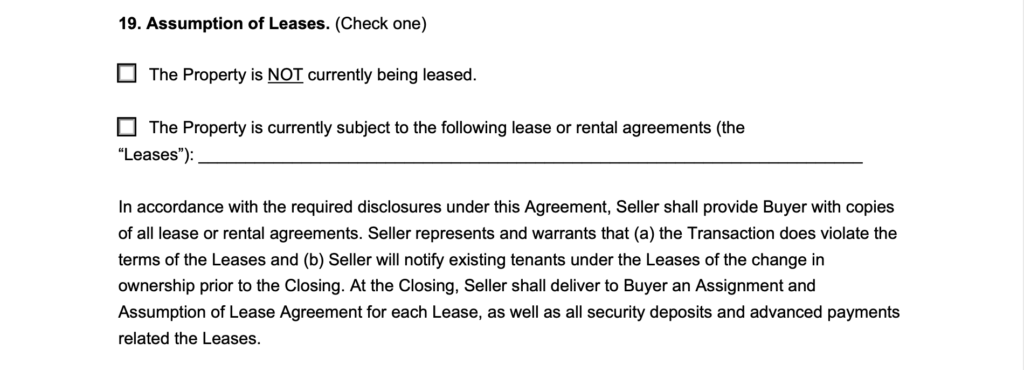 19. Assumption of Leases. (Check one)
The Property is NOT currently being leased.
The Property is currently subject to the following lease or rental agreements (the
“Leases”):
In accordance with the required disclosures under this Agreement, Seller shall provide Buyer with copies
of all lease or rental agreements. Seller represents and warrants that (a) the Transaction does violate the
terms of the Leases and (b) Seller will notify existing tenants under the Leases of the change in
ownership prior to the Closing. At the Closing, Seller shall deliver to Buyer an Assignment and
Assumption of Lease Agreement for each Lease, as well as all security deposits and advanced payments
related the Leases.